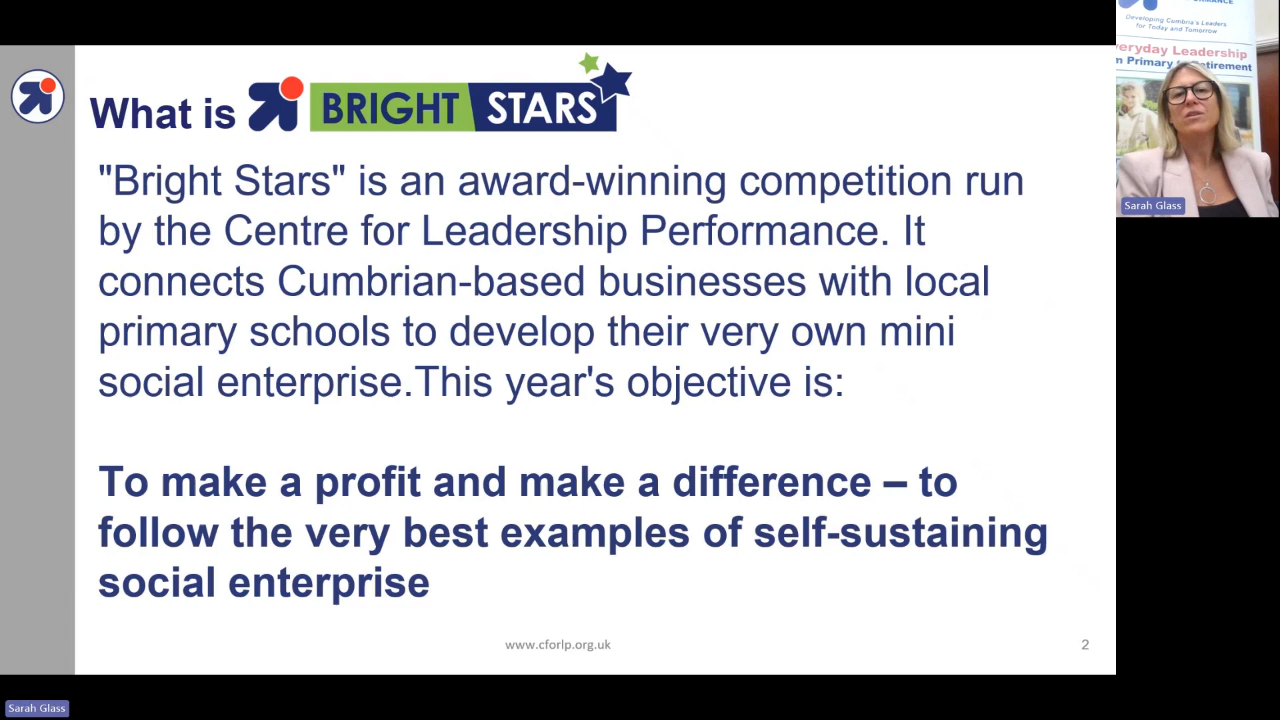 What is BRIGHT STARS
"Bright Stars" is an award-winning competition run
by the Centre for Leadership Performance. It
connects Cumbrian-based businesses with local
primary schools to develop their very own mini
social enterprise.This year's objective is:
To make a profit and make a difference – to
follow the very best examples of self-sustaining
social enterprise
www.cforlp.org.uk
2
Developing Cumbria's Leaders
for Today and Tomorrow
Leadership
Primary
Sarah Glass
Sarah Glass